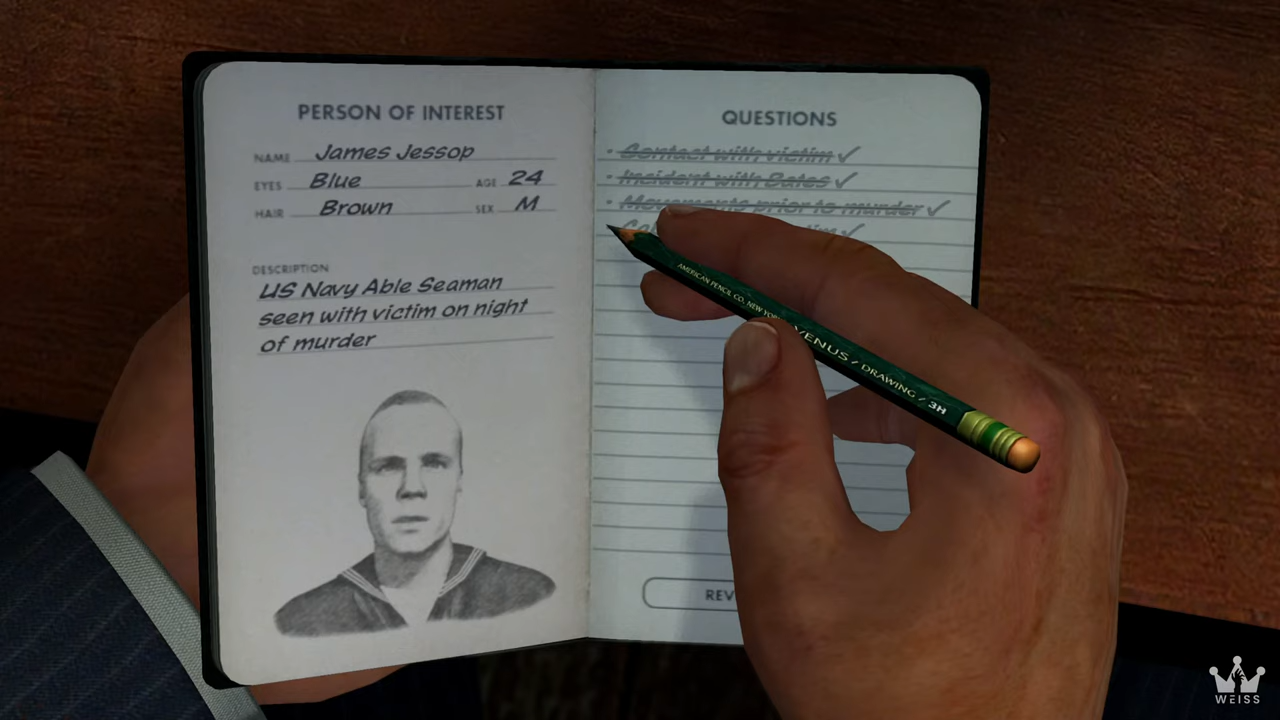 PERSON OF INTEREST
NAME James Jessop
EYES Blue AGE 24
HAIR Brown SEX M
DESCRIPTION
US Navy Able Seaman
seen with victim on night
of murder
QUESTIONS
• Contact with victim ✓
• Incident with Bates ✓
• Movements prior to murder ✓
AMERICAN PENCIL CO. NEW YORK VENUS / DRAWING / 3H
WEISS